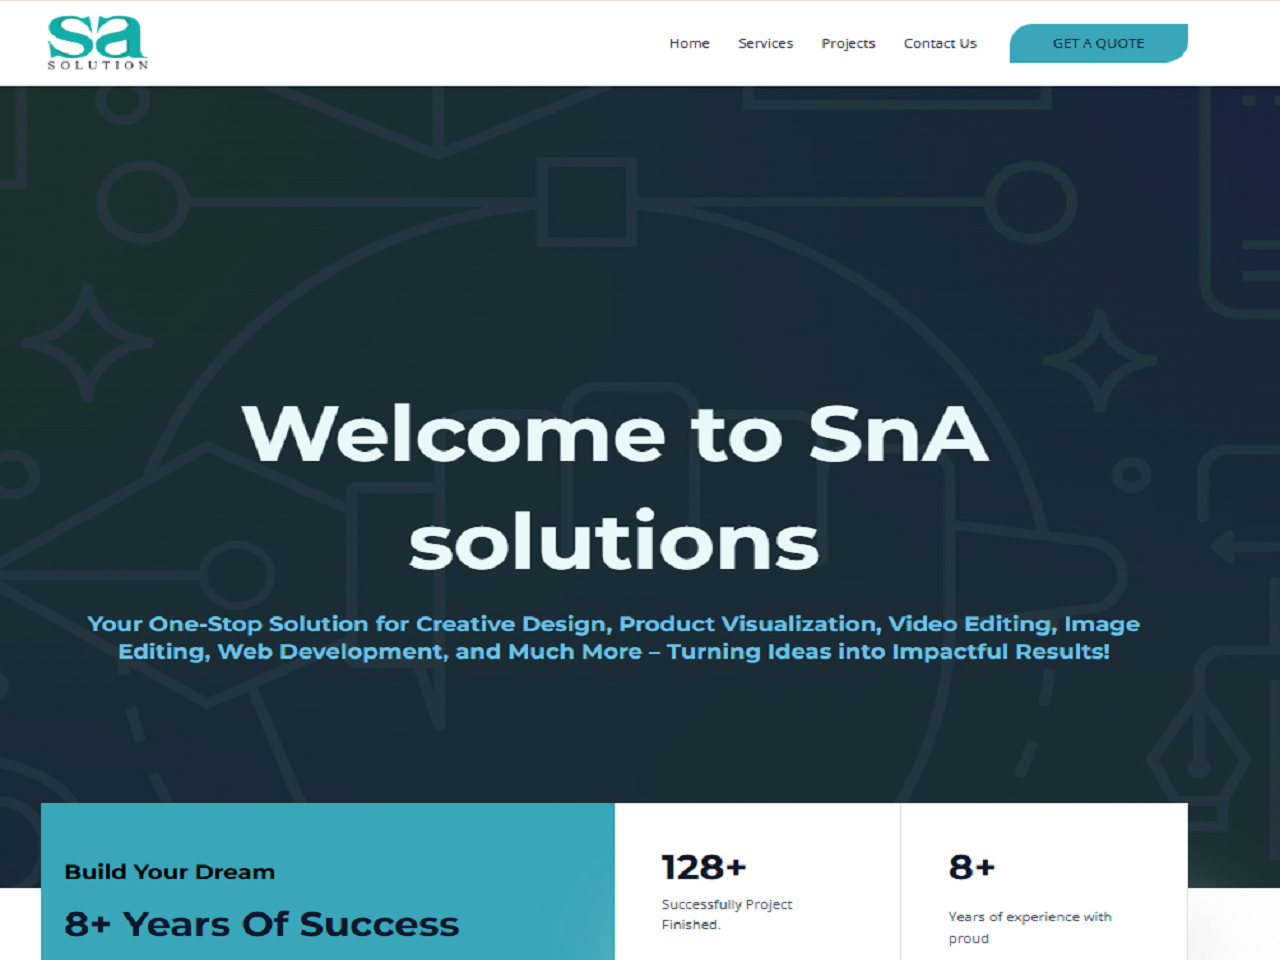 sa
SOLUTION
Home Services Projects Contact Us GET A QUOTE
Welcome to SnA
solutions
Your One-Stop Solution for Creative Design, Product Visualization, Video Editing, Image
Editing, Web Development, and Much More – Turning Ideas into Impactful Results!
Build Your Dream
8+ Years Of Success
128+
Successfully Project
Finished.
8+
Years of experience with
proud